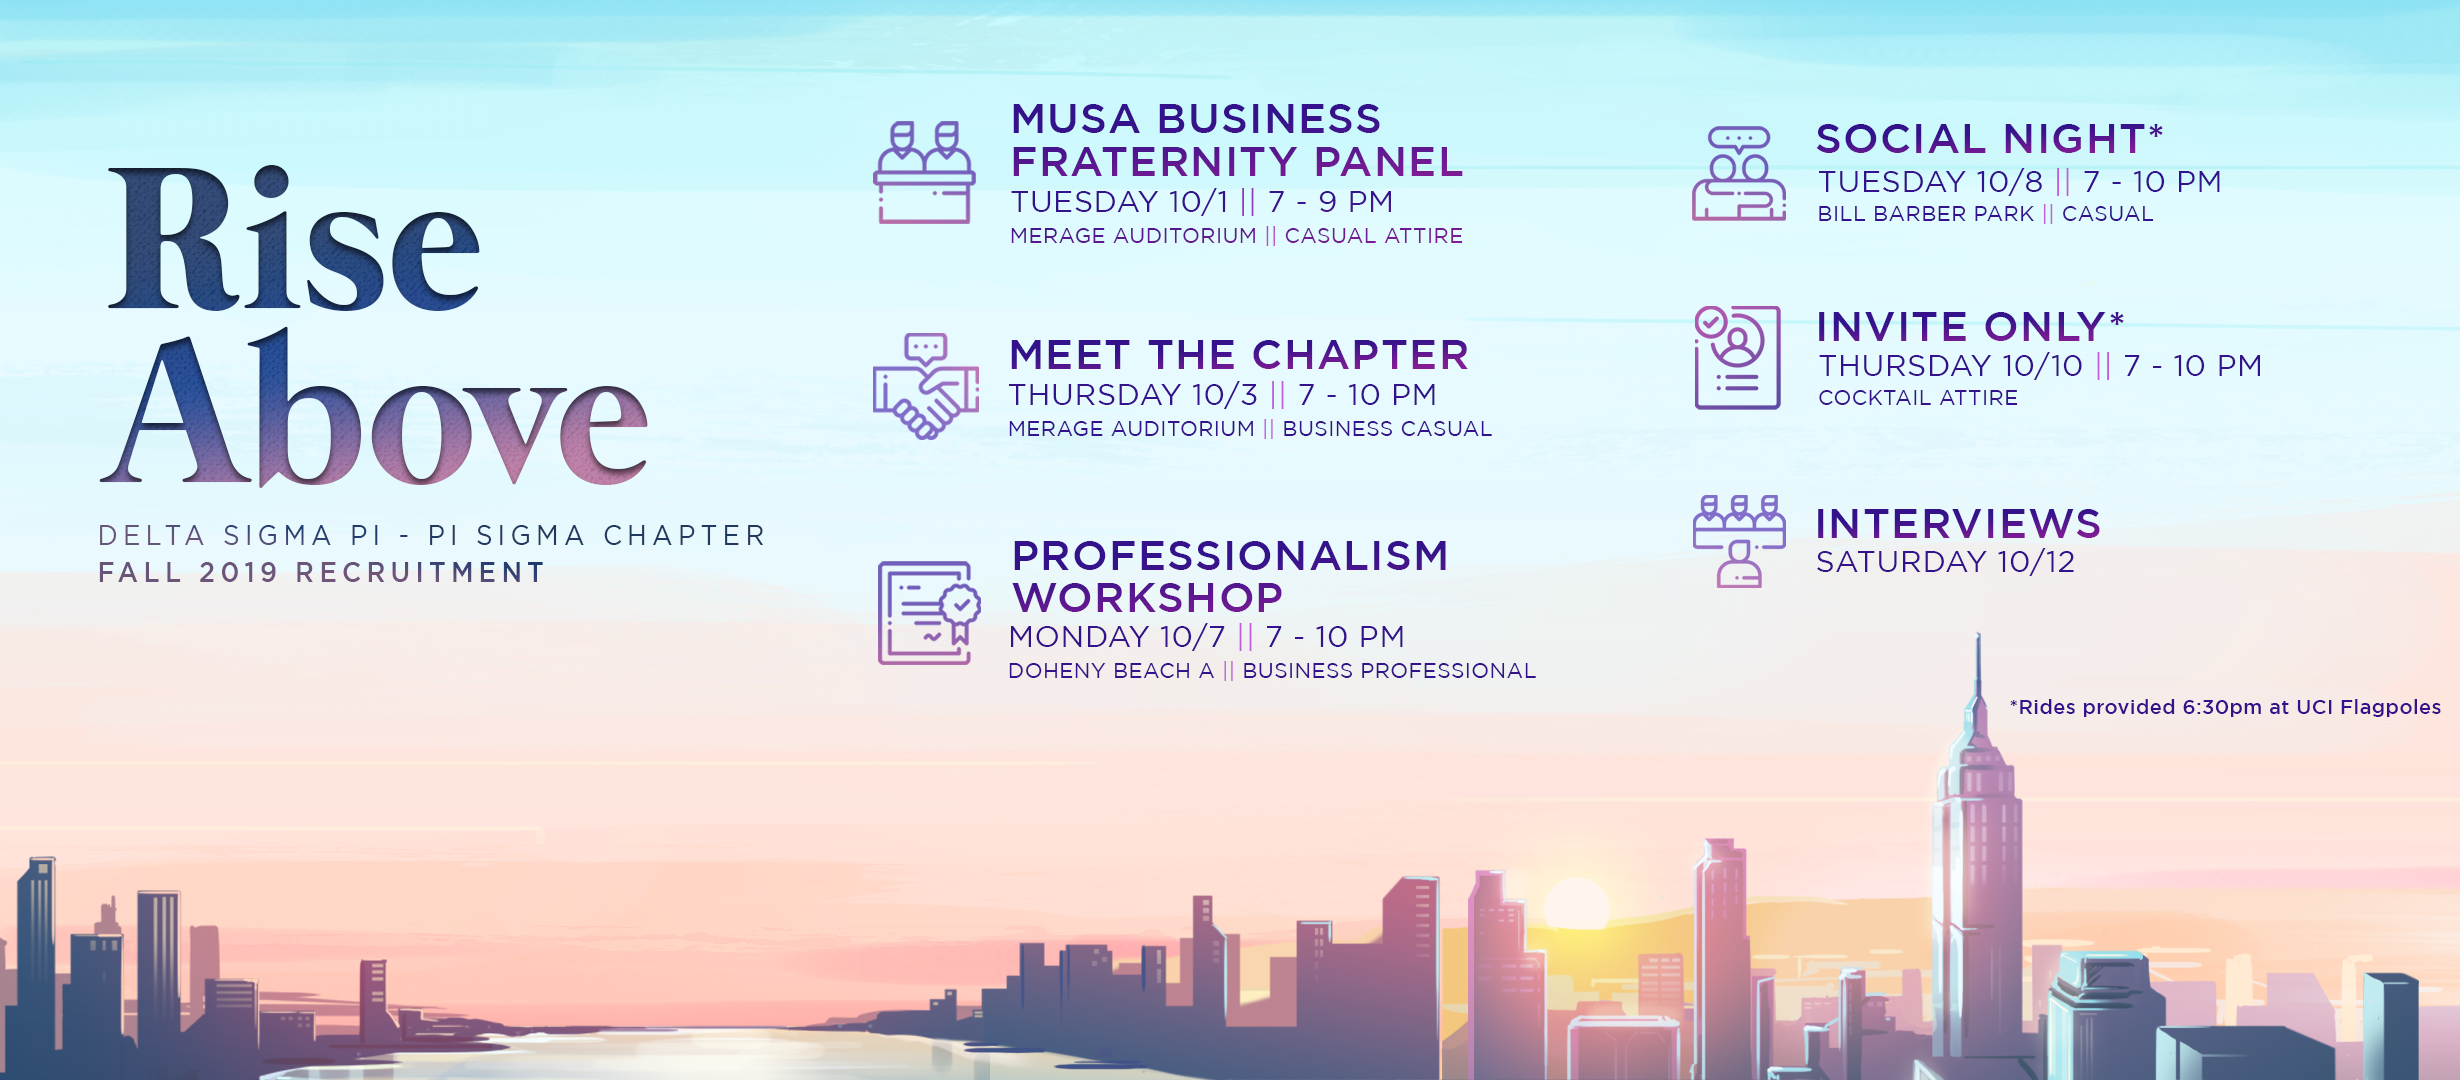 Rise
Above
DELTA SIGMA PI - PI SIGMA CHAPTER
FALL 2019 RECRUITMENT
MUSA BUSINESS
FRATERNITY PANEL
TUESDAY 10/1 || 7 - 9 PM
MERAGE AUDITORIUM || CASUAL ATTIRE
MEET THE CHAPTER
THURSDAY 10/3 || 7 - 10 PM
MERAGE AUDITORIUM || BUSINESS CASUAL
PROFESSIONALISM
WORKSHOP
MONDAY 10/7 || 7 - 10 PM
DOHENY BEACH A || BUSINESS PROFESSIONAL
SOCIAL NIGHT*
TUESDAY 10/8 || 7 - 10 PM
BILL BARBER PARK || CASUAL
INVITE ONLY*
THURSDAY 10/10 || 7 - 10 PM
COCKTAIL ATTIRE
INTERVIEWS
SATURDAY 10/12
*Rides provided 6:30pm at UCI Flagpoles